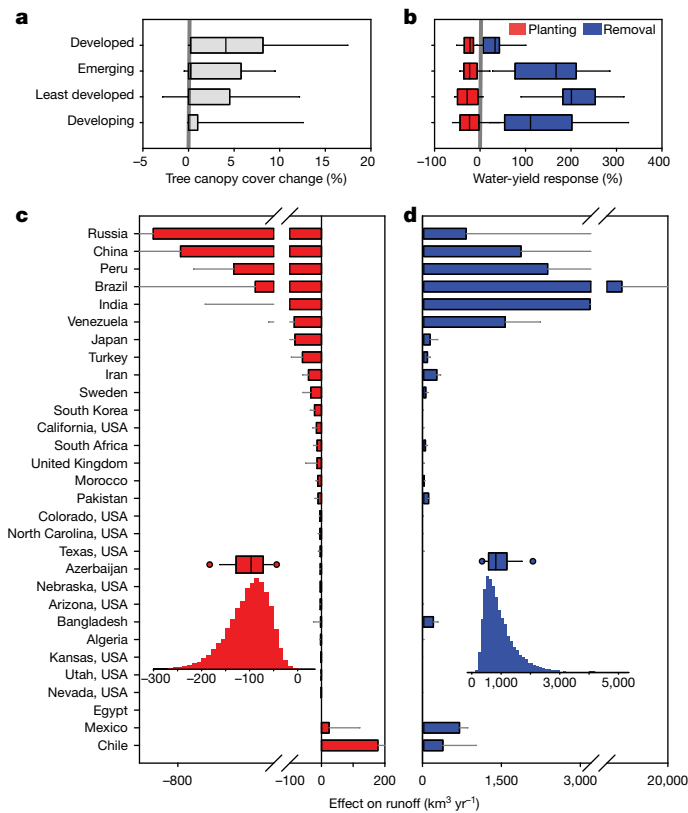 a
Developed
Emerging
Least developed
Developing
−5 0 5 10 15 20
Tree canopy cover change (%)
b
Planting Removal
−100 0 100 200 300 400
Water-yield response (%)
c
d
Russia
China
Peru
Brazil
India
Venezuela
Japan
Turkey
Iran
Sweden
South Korea
California, USA
South Africa
United Kingdom
Morocco
Pakistan
Colorado, USA
North Carolina, USA
Texas, USA
Azerbaijan
Nebraska, USA
Arizona, USA
Bangladesh
Algeria
Kansas, USA
Utah, USA
Nevada, USA
Egypt
Mexico
Chile
−300 −200 −100 0
0 1,000 3,000 5,000
−800 −100 0 200
0 1,500 3,000 20,000
Effect on runoff (km³ yr⁻¹)